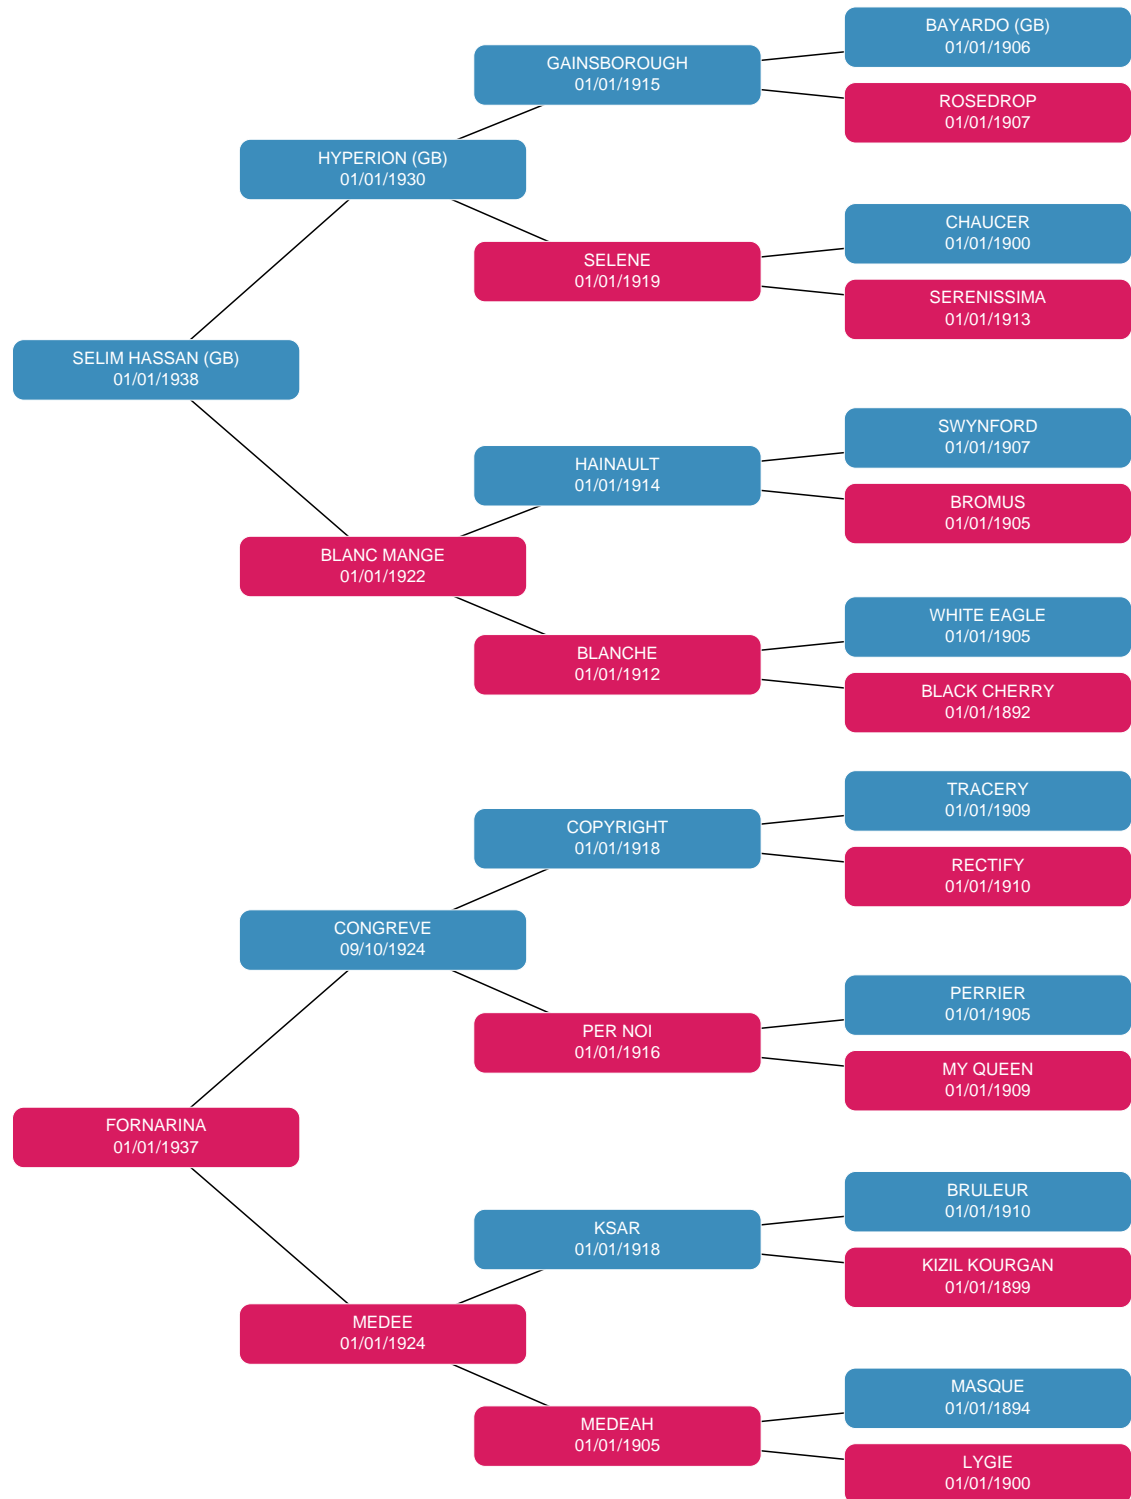 BAYARDO (GB)
01/01/1906
GAINSBOROUGH
01/01/1915
ROSEDROP
01/01/1907
HYPERION (GB)
01/01/1930
CHAUCER
01/01/1900
SELENE
01/01/1919
SERENISSIMA
01/01/1913
SELIM HASSAN (GB)
01/01/1938
SWYNFORD
01/01/1907
HAINAULT
01/01/1914
BROMUS
01/01/1905
BLANC MANGE
01/01/1922
WHITE EAGLE
01/01/1905
BLANCHE
01/01/1912
BLACK CHERRY
01/01/1892
TRACERY
01/01/1909
COPYRIGHT
01/01/1918
RECTIFY
01/01/1910
CONGREVE
09/10/1924
PERRIER
01/01/1905
PER NOI
01/01/1916
MY QUEEN
01/01/1909
FORNARINA
01/01/1937
BRULEUR
01/01/1910
KSAR
01/01/1918
KIZIL KOURGAN
01/01/1899
MEDEE
01/01/1924
MASQUE
01/01/1894
MEDEAH
01/01/1905
LYGIE
01/01/1900